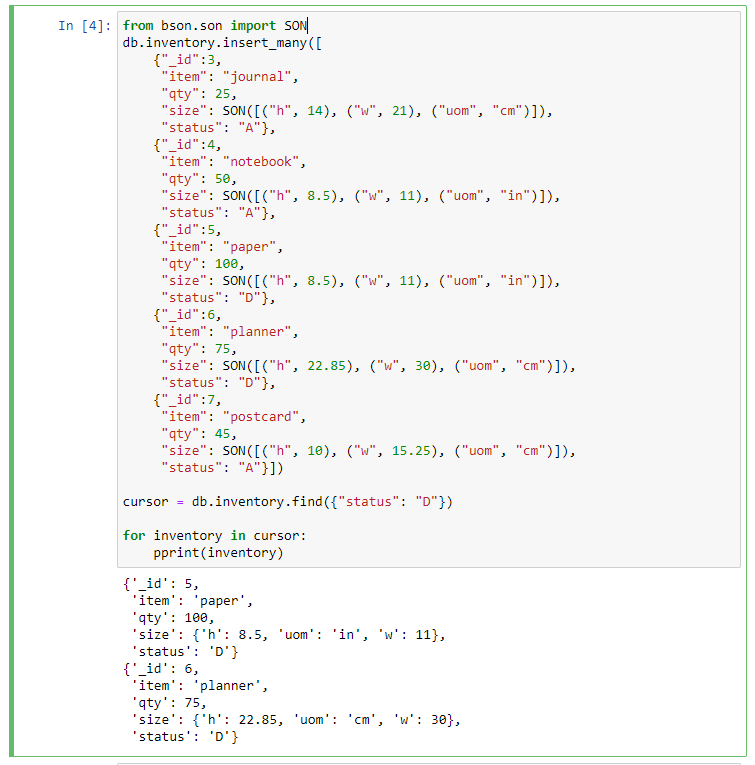 In [4]: from bson.son import SON
db.inventory.insert_many([
    {"_id":3,
     "item": "journal",
     "qty": 25,
     "size": SON([("h", 14), ("w", 21), ("uom", "cm")]),
     "status": "A"},
    {"_id":4,
     "item": "notebook",
     "qty": 50,
     "size": SON([("h", 8.5), ("w", 11), ("uom", "in")]),
     "status": "A"},
    {"_id":5,
     "item": "paper",
     "qty": 100,
     "size": SON([("h", 8.5), ("w", 11), ("uom", "in")]),
     "status": "D"},
    {"_id":6,
     "item": "planner",
     "qty": 75,
     "size": SON([("h", 22.85), ("w", 30), ("uom", "cm")]),
     "status": "D"},
    {"_id":7,
     "item": "postcard",
     "qty": 45,
     "size": SON([("h", 10), ("w", 15.25), ("uom", "cm")]),
     "status": "A"}])

cursor = db.inventory.find({"status": "D"})

for inventory in cursor:
    pprint(inventory)

{'_id': 5,
 'item': 'paper',
 'qty': 100,
 'size': {'h': 8.5, 'uom': 'in', 'w': 11},
 'status': 'D'}
{'_id': 6,
 'item': 'planner',
 'qty': 75,
 'size': {'h': 22.85, 'uom': 'cm', 'w': 30},
 'status': 'D'}